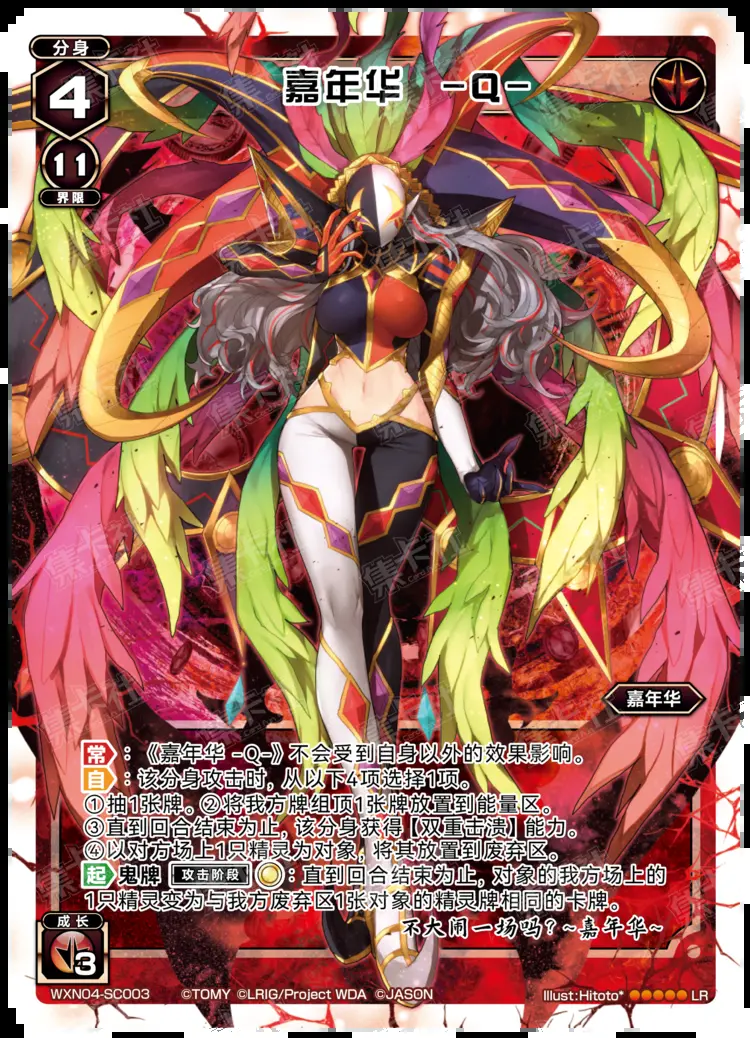 分身
4
嘉年华 -Q-
11
界限
嘉年华
常：《嘉年华 -Q-》不会受到自身以外的效果影响。
自：该分身攻击时，从以下4项选择1项。
①抽1张牌。②将我方牌组顶1张牌放置到能量区。
③直到回合结束为止，该分身获得【双重击溃】能力。
④以对方场上1只精灵为对象，将其放置到废弃区。
起 鬼牌 攻击阶段 ：直到回合结束为止，对象的我方场上的
1只精灵变为与我方废弃区1张对象的精灵牌相同的卡牌。
不大闹一场吗？~嘉年华~
成长
3
WXN04-SC003 ©TOMY ©LRIG/Project WDA ©JASON Illust:Hitoto* LR
集卡社